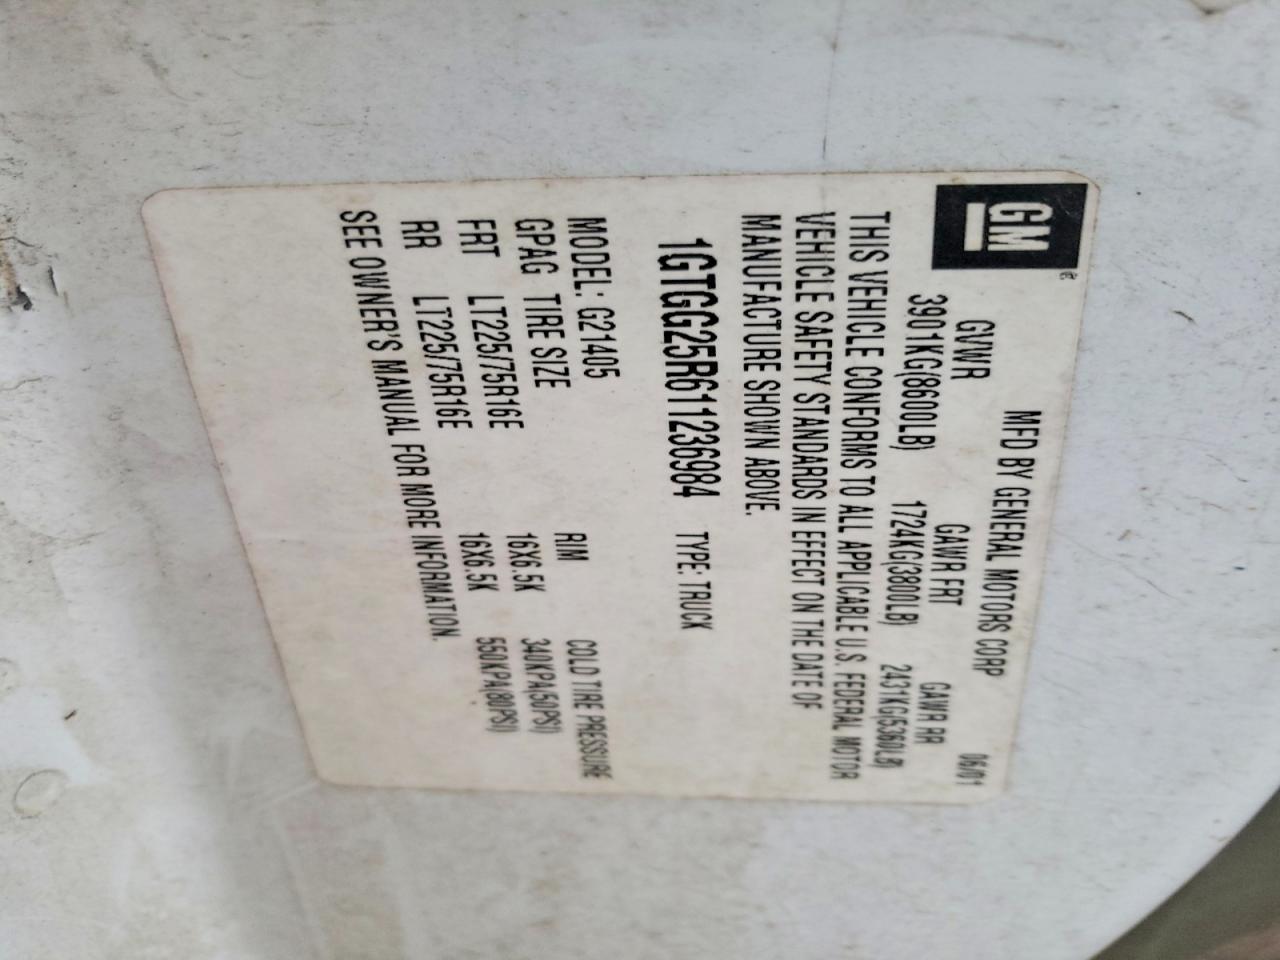 GM
MFD BY GENERAL MOTORS CORP 06/01
GVWR GAWR FRT GAWR RR
3901KG(8600LB) 1724KG(3800LB) 2431KG(5360LB)
THIS VEHICLE CONFORMS TO ALL APPLICABLE U.S. FEDERAL MOTOR
VEHICLE SAFETY STANDARDS IN EFFECT ON THE DATE OF
MANUFACTURE SHOWN ABOVE.
1GTGG25R611236984 TYPE: TRUCK
MODEL: G21405
GPAG TIRE SIZE RIM COLD TIRE PRESSURE
FRT LT225/75R16E 16X6.5K 340KPA(50PSI)
RR LT225/75R16E 16X6.5K 550KPA(80PSI)
SEE OWNER'S MANUAL FOR MORE INFORMATION.